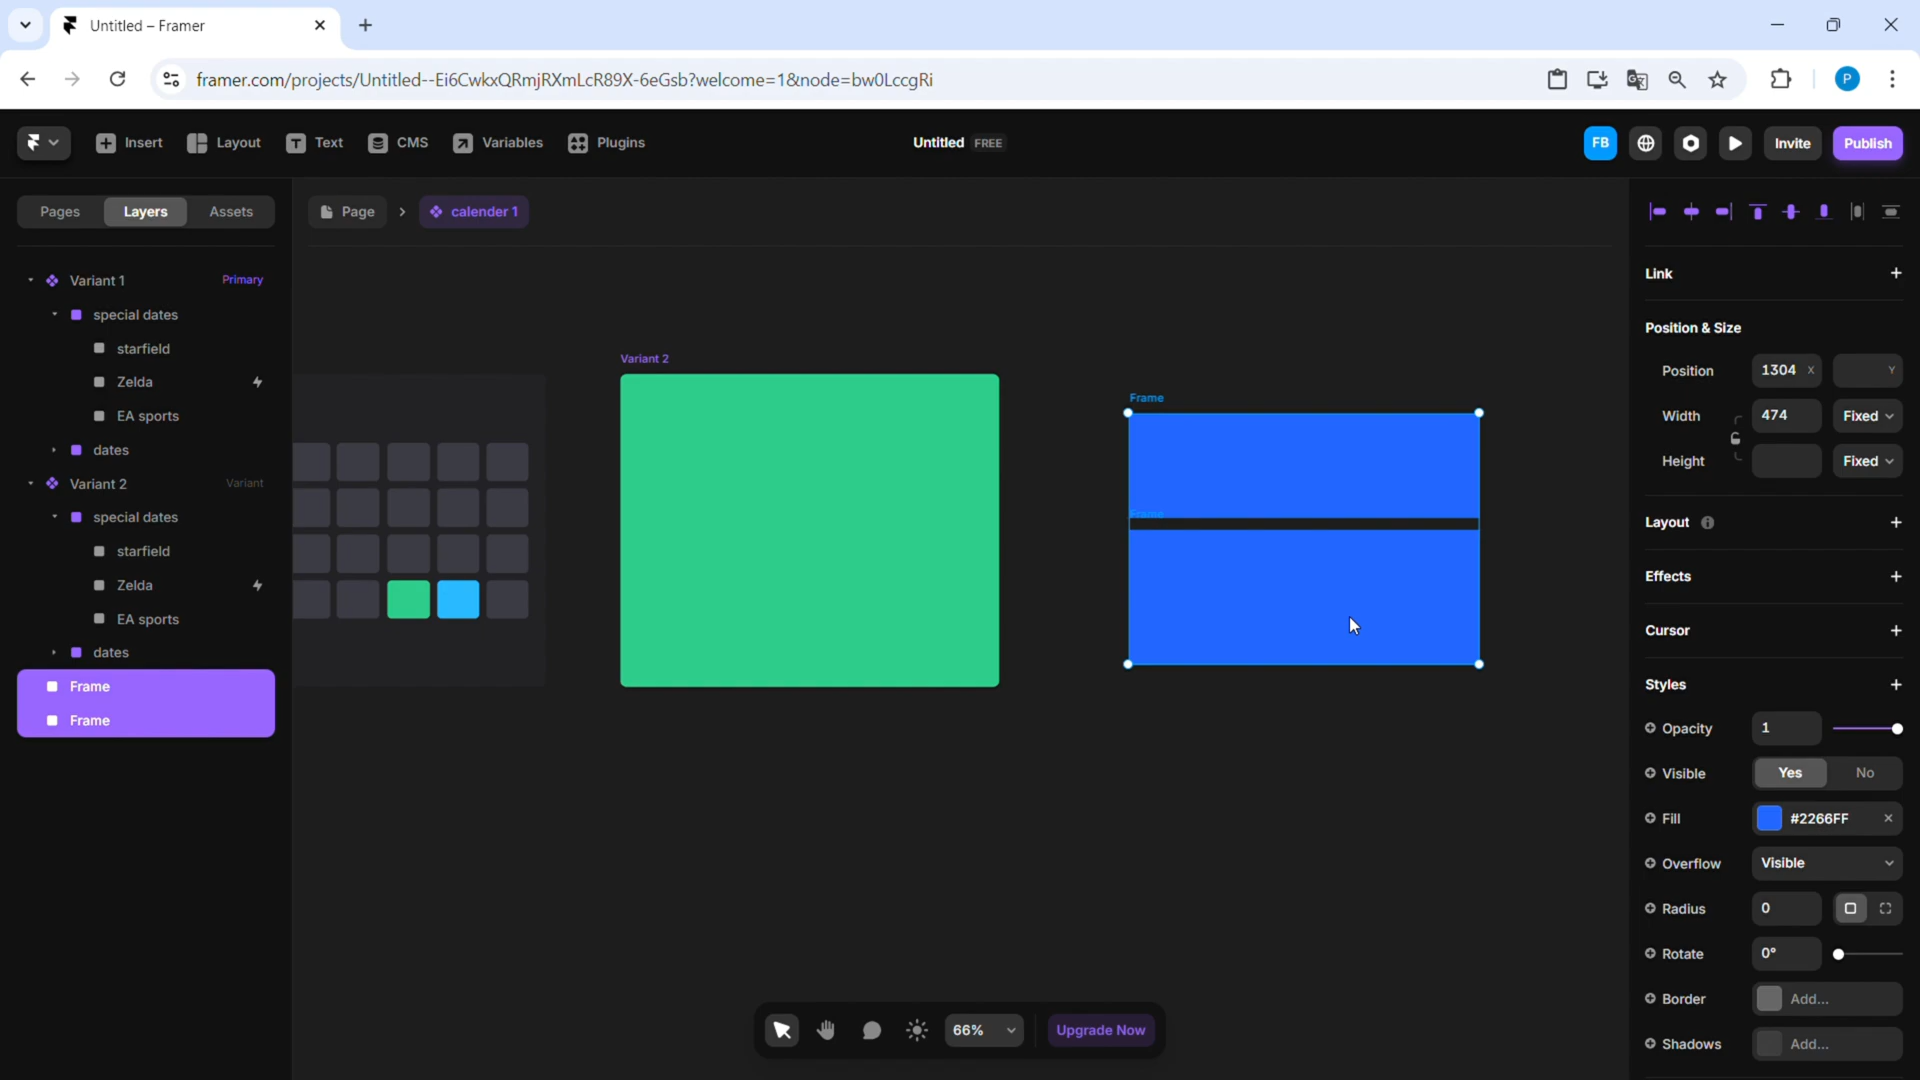 Untitled – Framer
framer.com/projects/Untitled--Ei6CwkxQRmjRXmLcR89X-6eGsb?welcome=1&node=bw0LccgRi
P
Insert
Layout
Text
CMS
Variables
Plugins
Untitled FREE
FB
Invite
Publish
Pages
Layers
Assets
Page
calender 1
Variant 1 Primary
special dates
starfield
Zelda
EA sports
dates
Variant 2 Variant
special dates
starfield
Zelda
EA sports
dates
Frame
Frame
Variant 2
Frame
Frame
Link
Position & Size
Position 1304 X Y
Width 474 Fixed
Height Fixed
Layout
Effects
Cursor
Styles
Opacity 1
Visible Yes No
Fill #2266FF
Overflow Visible
Radius 0
Rotate 0°
Border Add...
Shadows Add...
66%
Upgrade Now